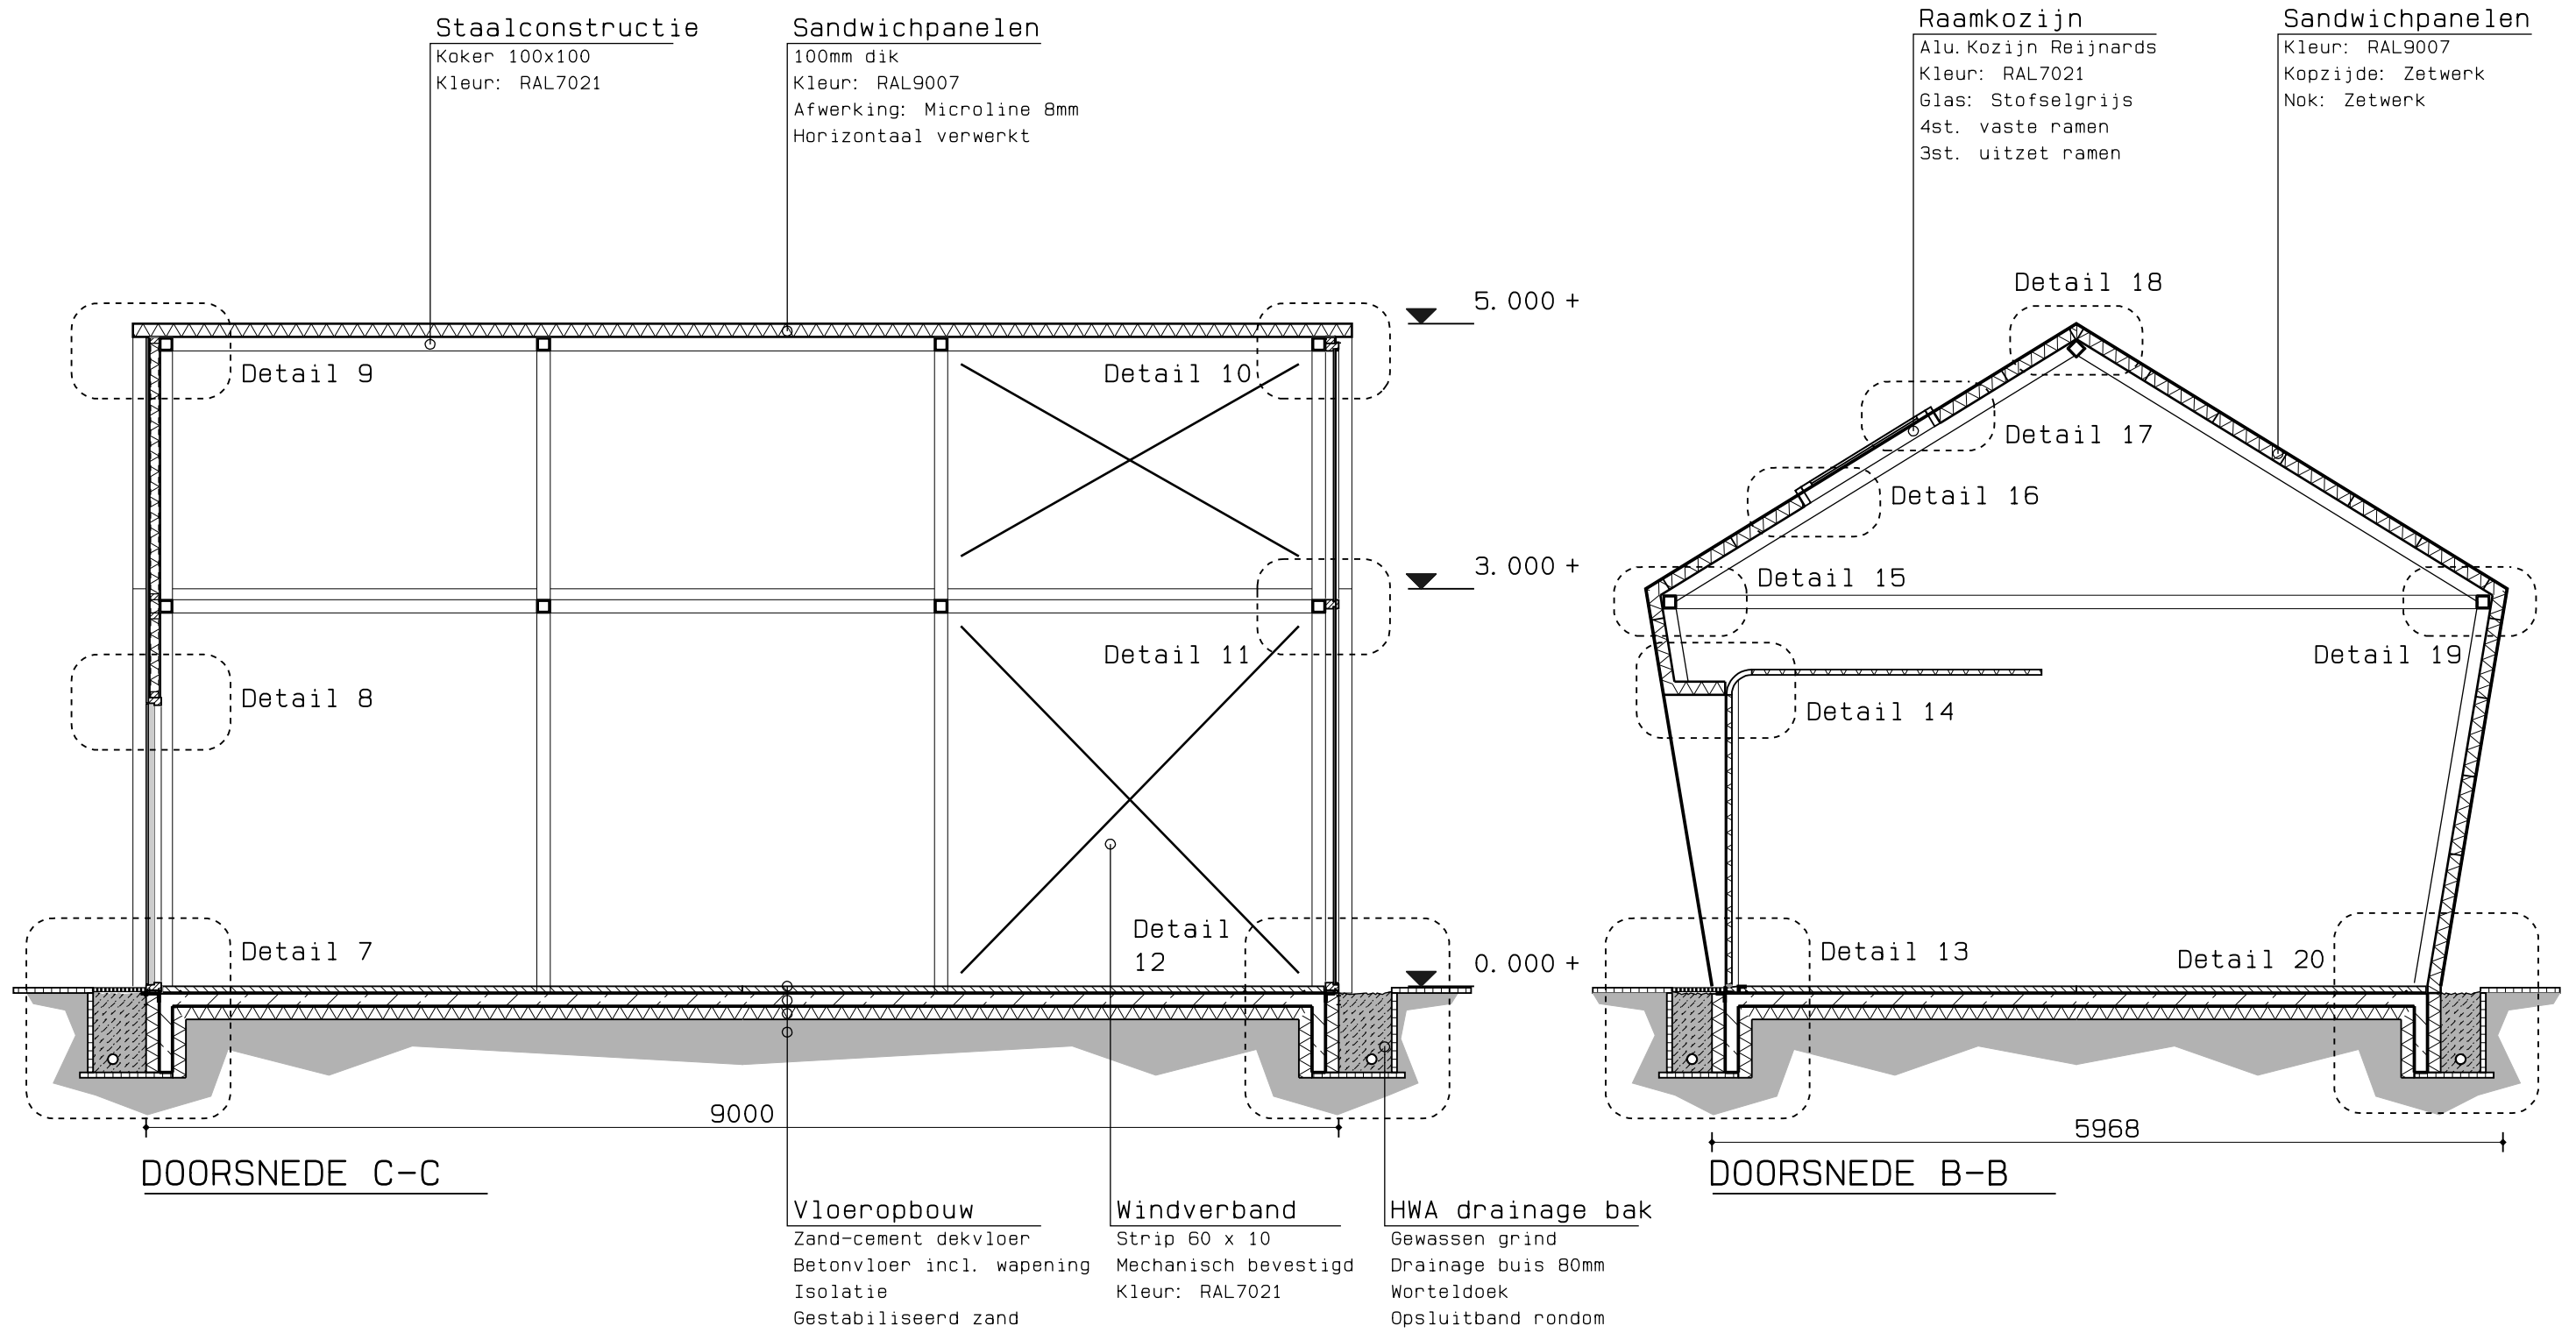 Staalconstructie
Koker 100x100
Kleur: RAL7021
Sandwichpanelen
100mm dik
Kleur: RAL9007
Afwerking: Microline 8mm
Horizontaal verwerkt
Raamkozijn
Alu. Kozijn Reijnards
Kleur: RAL7021
Glas: Stofselgrijs
4st. vaste ramen
3st. uitzet ramen
Sandwichpanelen
Kleur: RAL9007
Kopzijde: Zetwerk
Nok: Zetwerk
5.000 +
3.000 +
0.000 +
Detail 9
Detail 10
Detail 8
Detail 11
Detail 7
Detail
12
Detail 18
Detail 17
Detail 16
Detail 15
Detail 19
Detail 14
Detail 13
Detail 20
9000
5968
DOORSNEDE C-C
DOORSNEDE B-B
Vloeropbouw
Zand-cement dekvloer
Betonvloer incl. wapening
Isolatie
Gestabiliseerd zand
Windverband
Strip 60 x 10
Mechanisch bevestigd
Kleur: RAL7021
HWA drainage bak
Gewassen grind
Drainage buis 80mm
Worteldoek
Opsluitband rondom